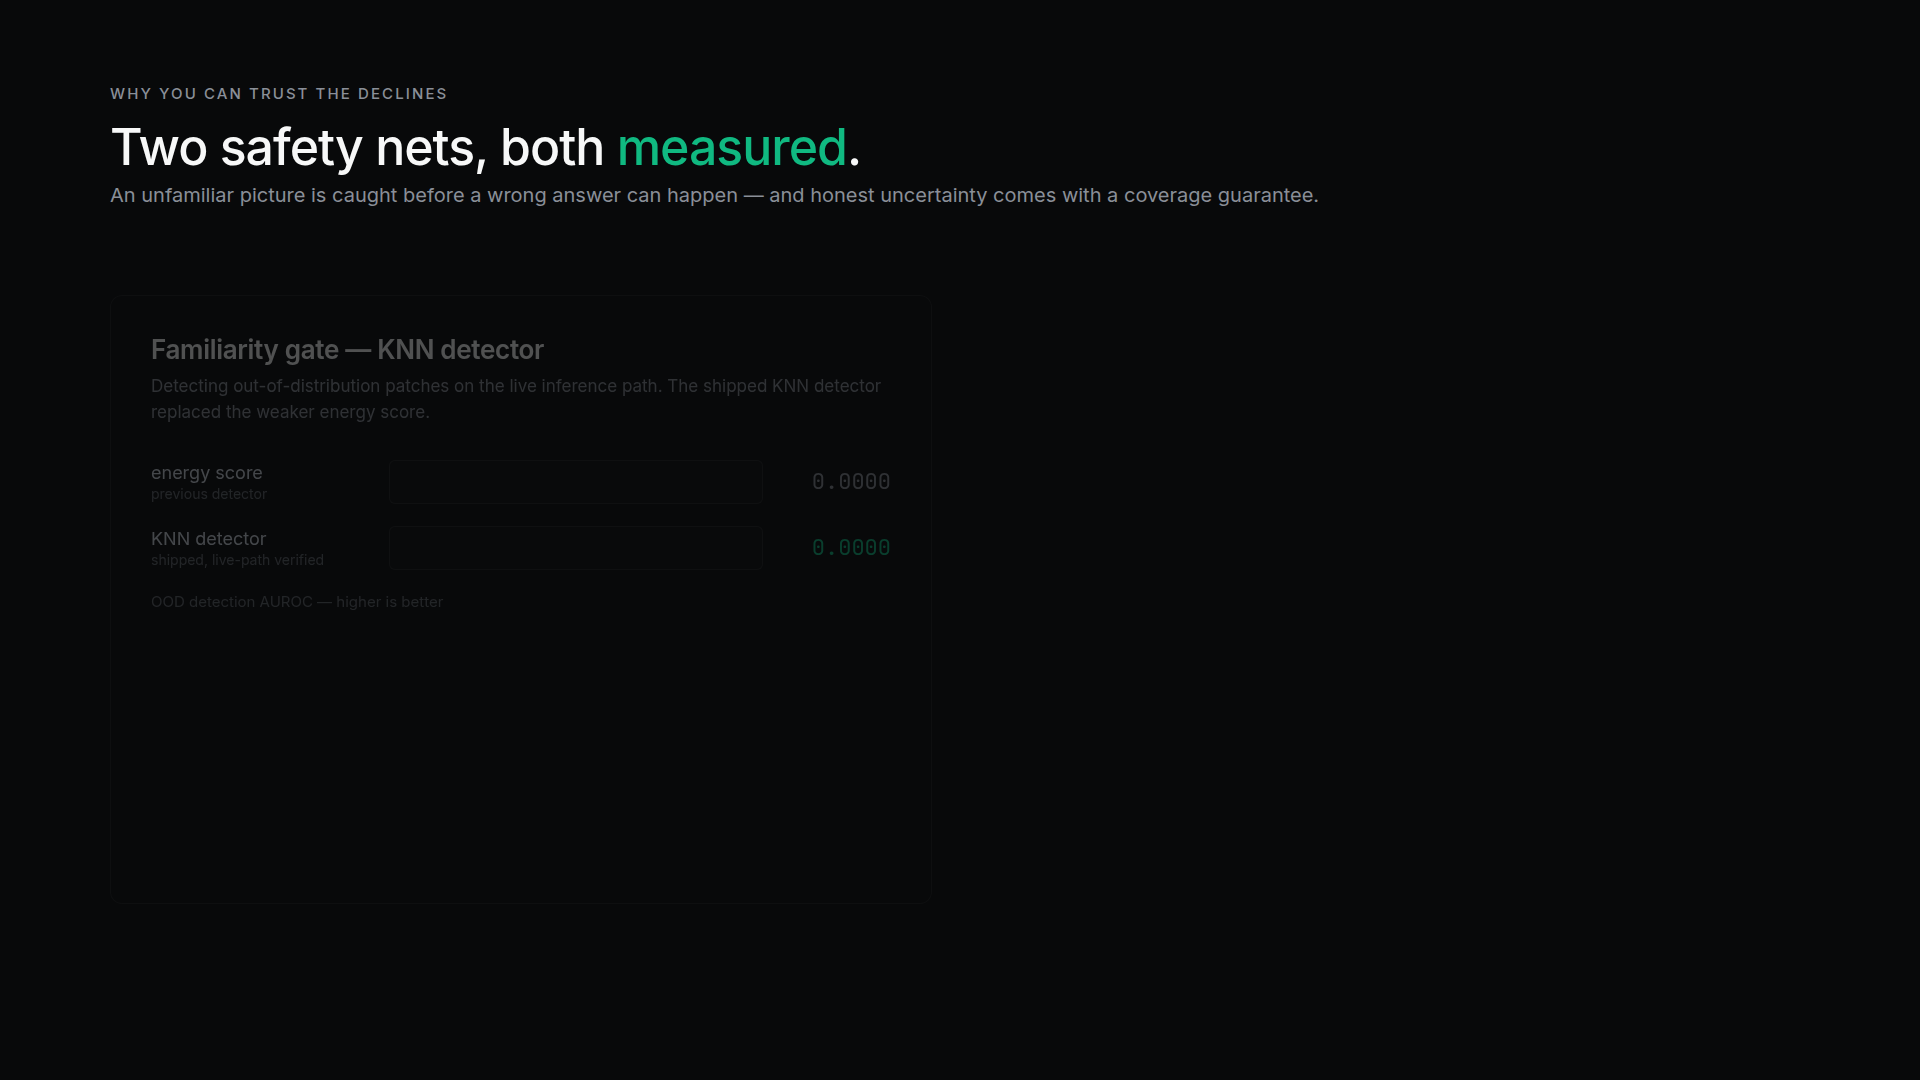 WHY YOU CAN TRUST THE DECLINES
Two safety nets, both measured.
An unfamiliar picture is caught before a wrong answer can happen — and honest uncertainty comes with a coverage guarantee.
Familiarity gate — KNN detector
Detecting out-of-distribution patches on the live inference path. The shipped KNN detector
replaced the weaker energy score.
energy score
0.0000
previous detector
KNN detector
0.0000
shipped, live-path verified
OOD detection AUROC — higher is better